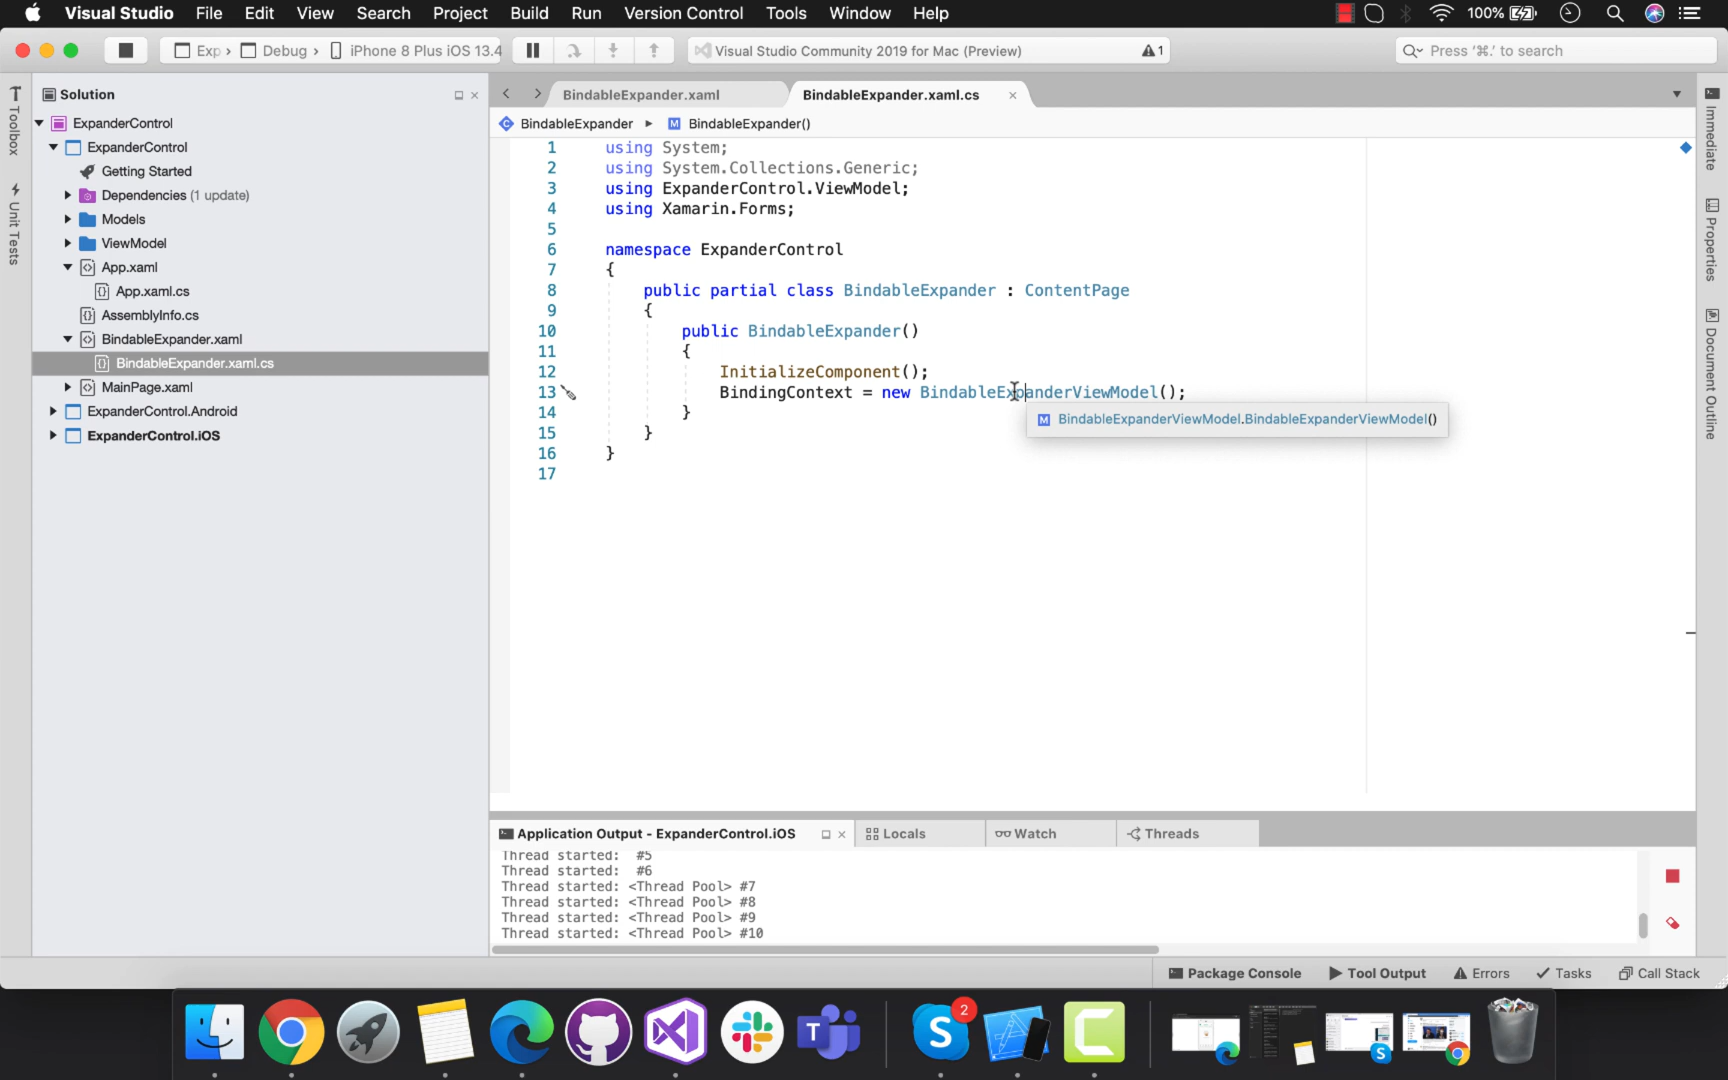 Visual Studio File Edit View Search Project Build Run Version Control Tools Window Help 100%
Exp › Debug › iPhone 8 Plus iOS 13.4 Visual Studio Community 2019 for Mac (Preview) 1 Press ‘⌘.’ to search
Toolbox
Unit Tests
Solution
ExpanderControl
ExpanderControl
Getting Started
Dependencies (1 update)
Models
ViewModel
App.xaml
App.xaml.cs
AssemblyInfo.cs
BindableExpander.xaml
BindableExpander.xaml.cs
MainPage.xaml
ExpanderControl.Android
ExpanderControl.iOS
BindableExpander.xaml BindableExpander.xaml.cs
BindableExpander ▸ M BindableExpander()
1 using System;
2 using System.Collections.Generic;
3 using ExpanderControl.ViewModel;
4 using Xamarin.Forms;
5
6 namespace ExpanderControl
7 {
8 public partial class BindableExpander : ContentPage
9 {
10 public BindableExpander()
11 {
12 InitializeComponent();
13 BindingContext = new BindableExpanderViewModel();
14 }
15 }
16 }
17
M BindableExpanderViewModel.BindableExpanderViewModel()
Immediate
Properties
Document Outline
Application Output - ExpanderControl.iOS Locals Watch Threads
Thread started: #5
Thread started: #6
Thread started: <Thread Pool> #7
Thread started: <Thread Pool> #8
Thread started: <Thread Pool> #9
Thread started: <Thread Pool> #10
Package Console Tool Output Errors Tasks Call Stack
T S 2 C